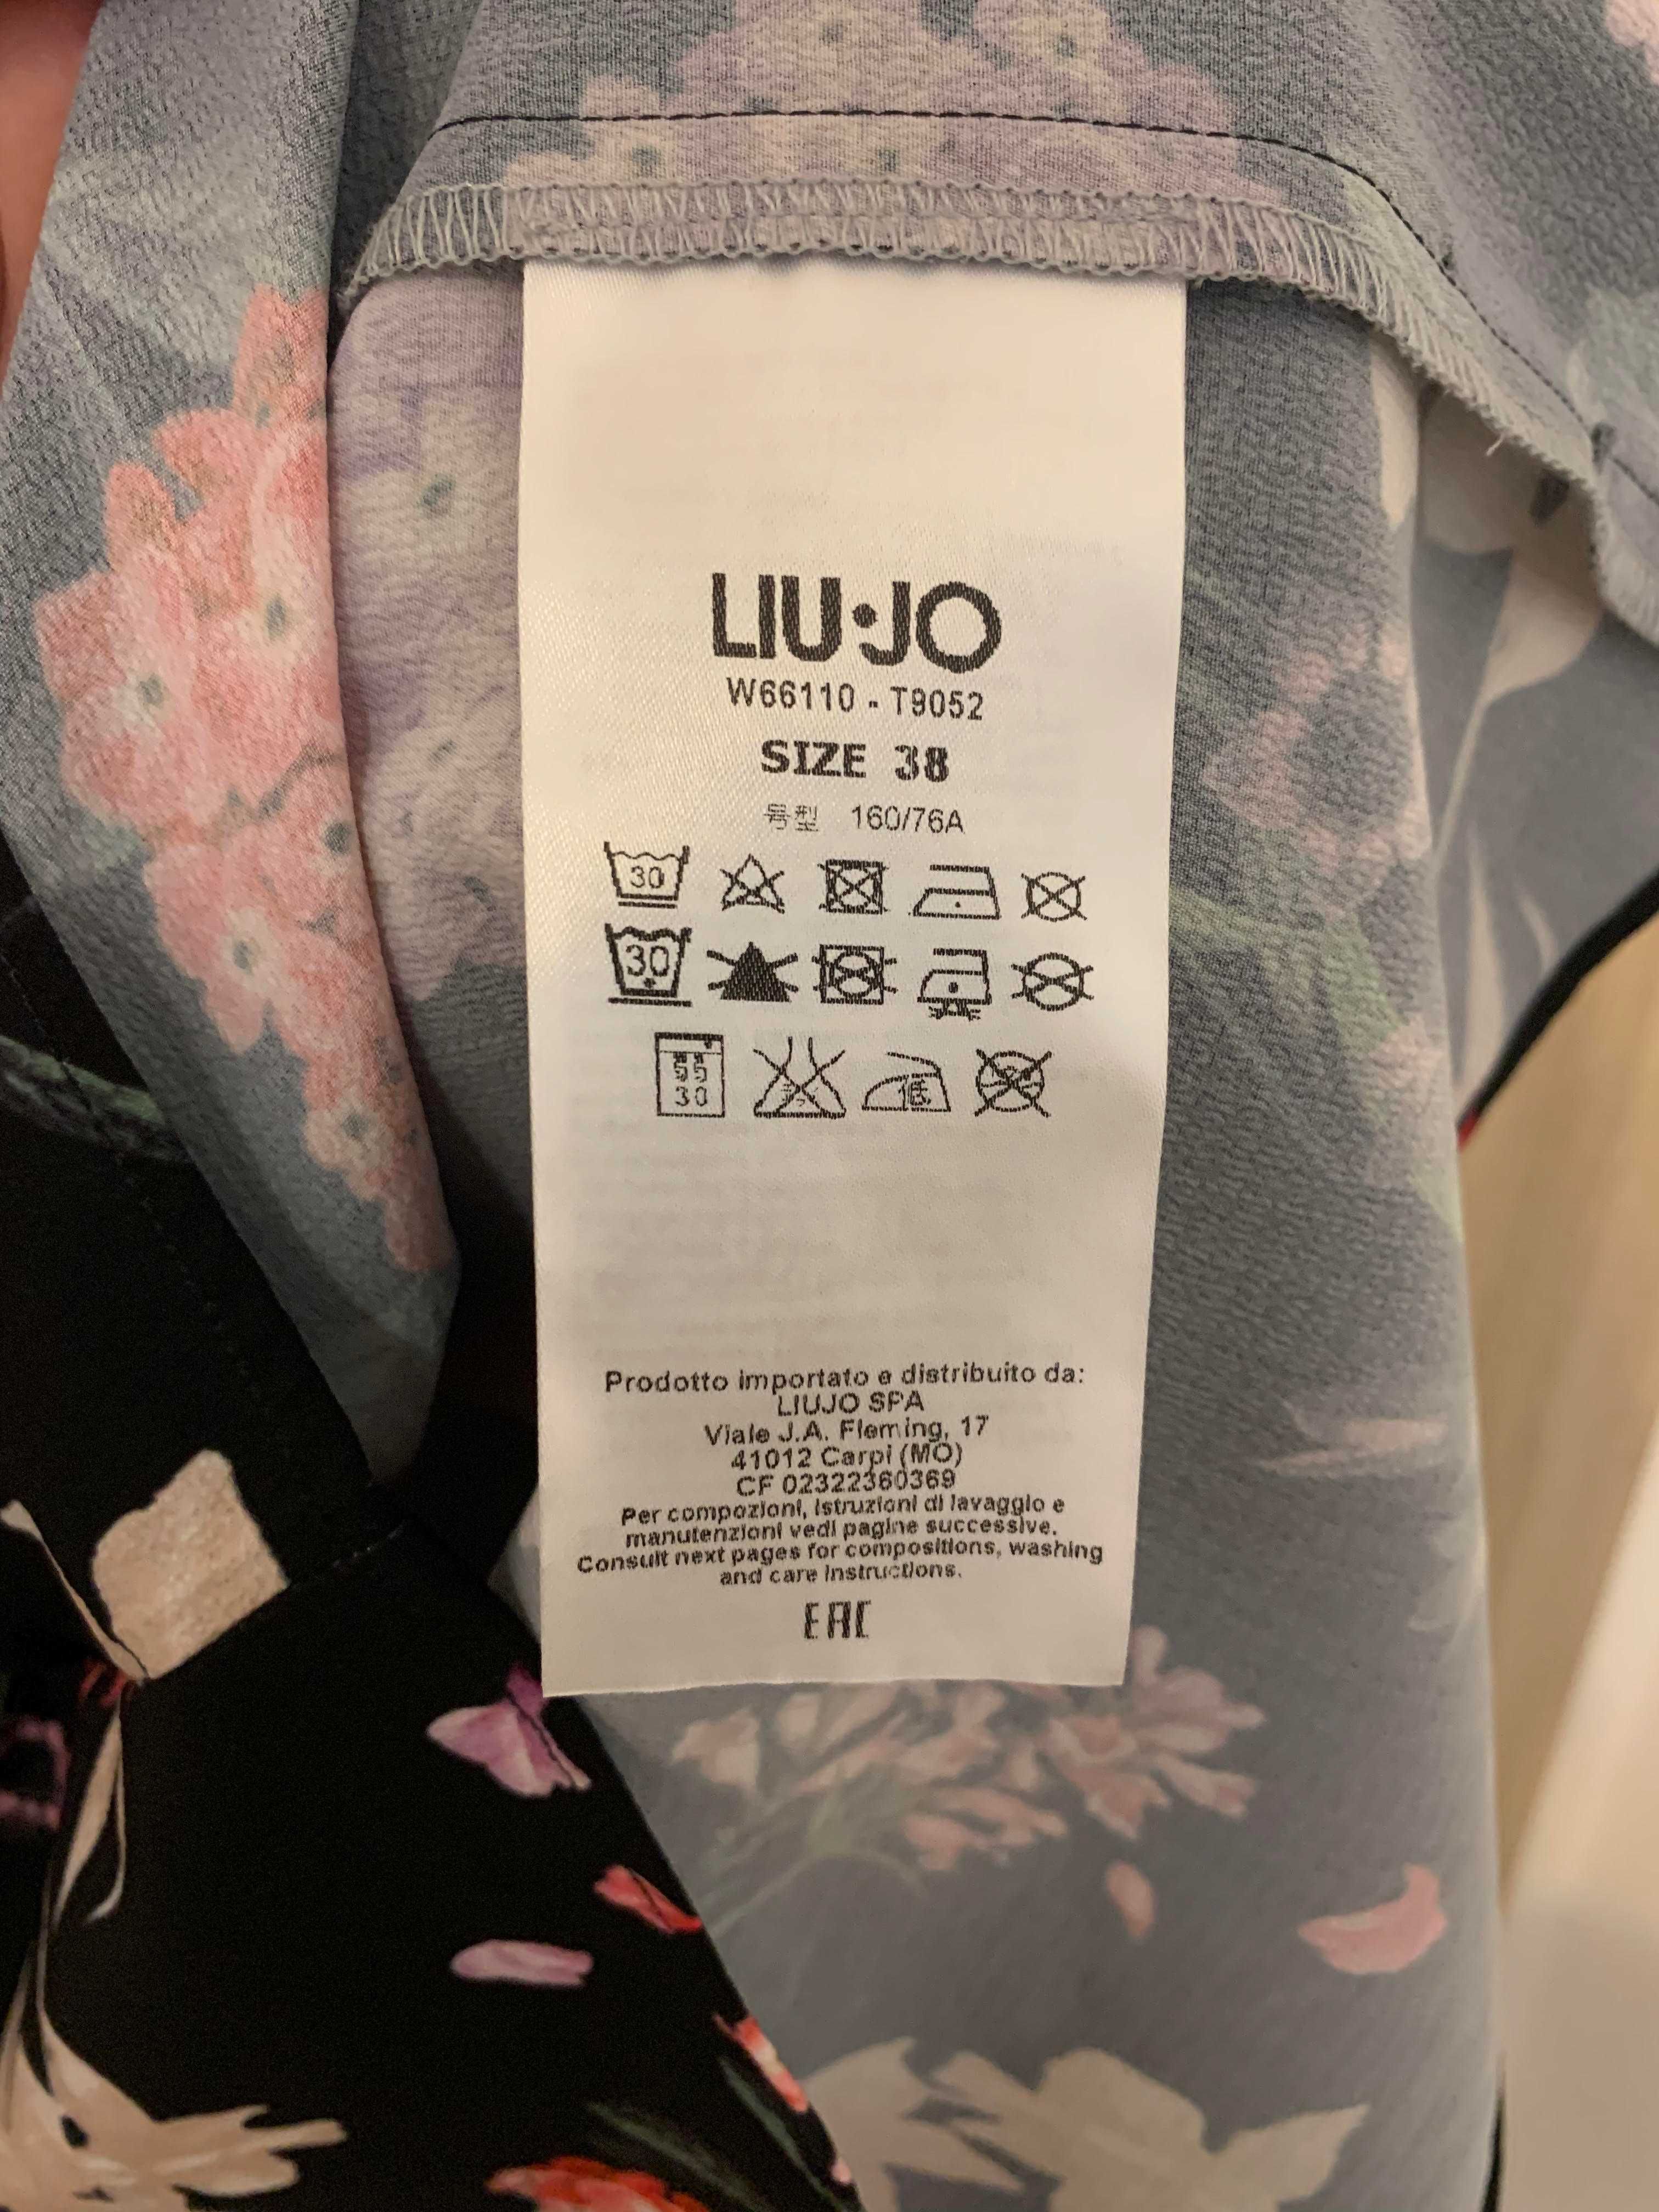 LIU·JO
W66110 - T9052
SIZE 38
号型 160/76A
30
30
30
Prodotto importato e distribuito da:
LIUJO SPA
Viale J.A. Fleming, 17
41012 Carpi (MO)
CF 02322360369
Per compozioni, istruzioni di lavaggio e
manutenzioni vedi pagine successive.
Consult next pages for compositions, washing
and care instructions.
EAC